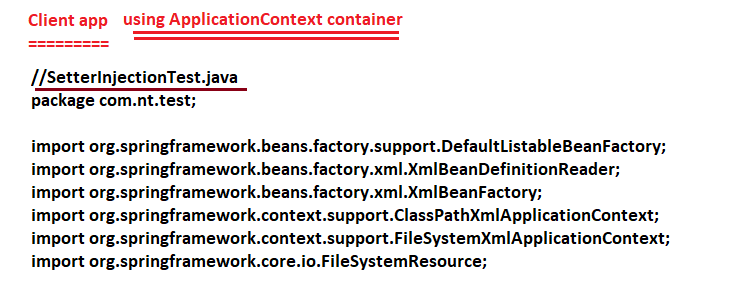 Client app using ApplicationContext container
=========
//SetterInjectionTest.java
package com.nt.test;
import org.springframework.beans.factory.support.DefaultListableBeanFactory;
import org.springframework.beans.factory.xml.XmlBeanDefinitionReader;
import org.springframework.beans.factory.xml.XmlBeanFactory;
import org.springframework.context.support.ClassPathXmlApplicationContext;
import org.springframework.context.support.FileSystemXmlApplicationContext;
import org.springframework.core.io.FileSystemResource;